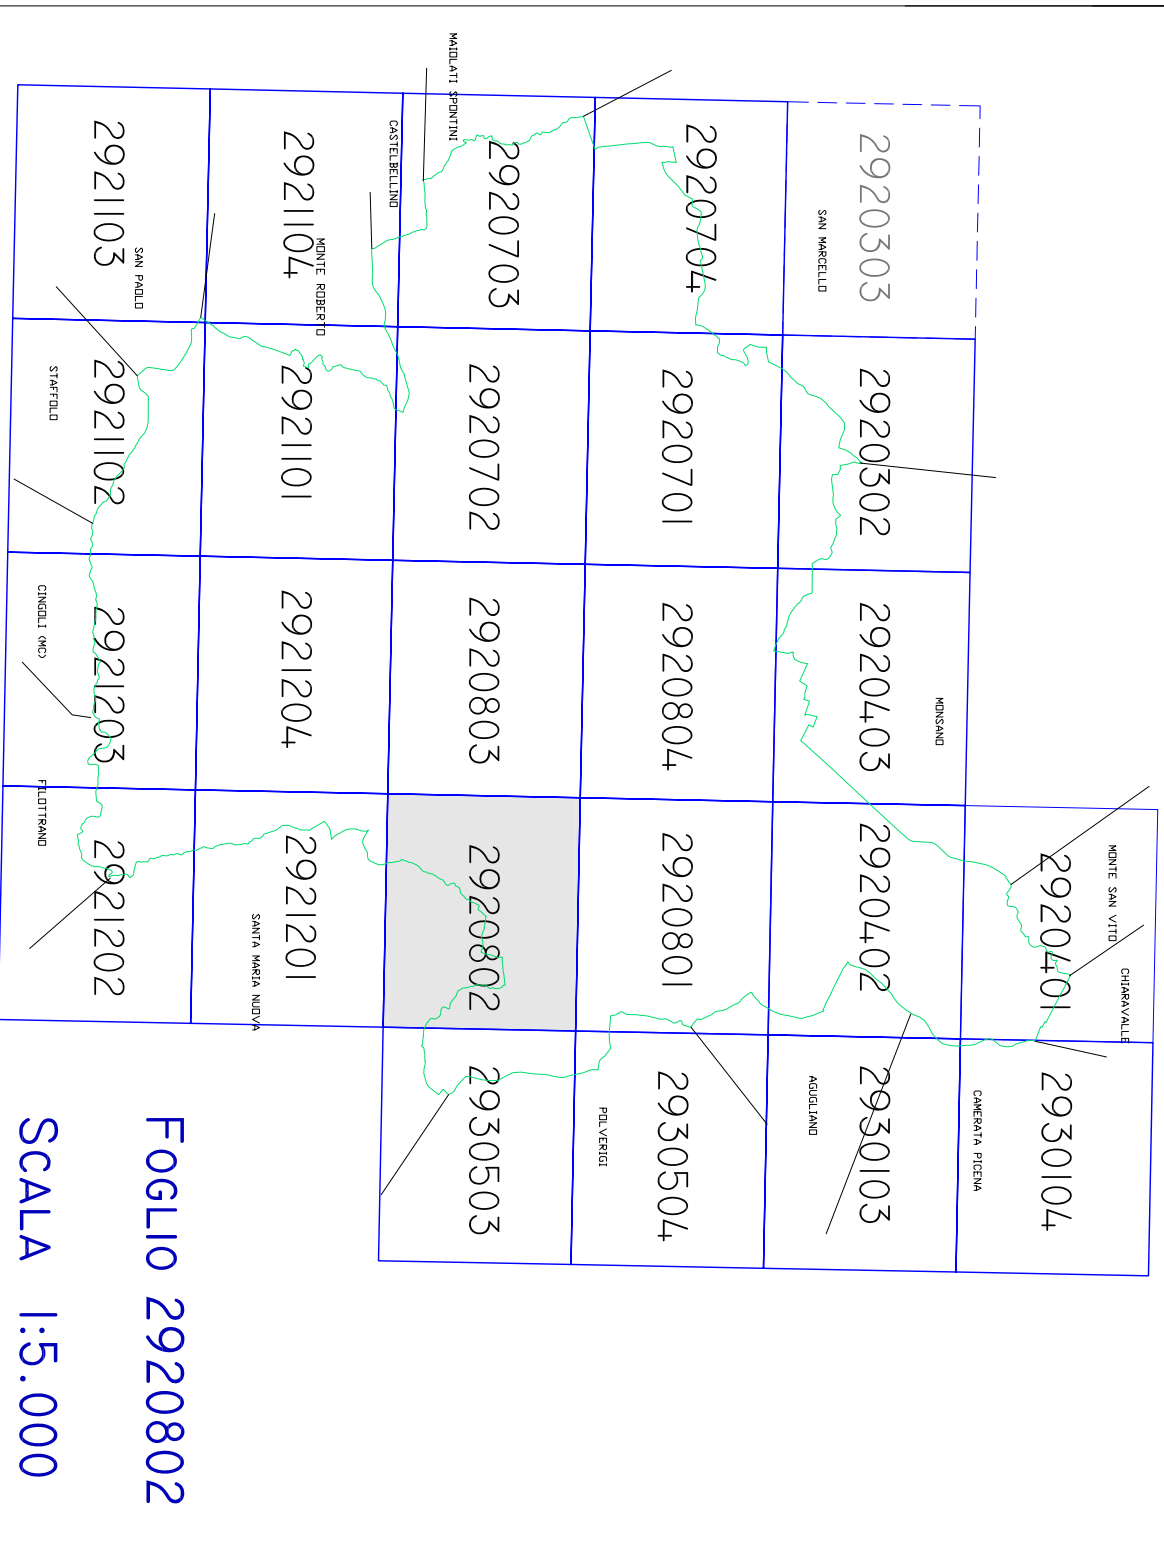 CHIARAVALLE
MONTE SAN VITO
2920401
2930104
CAMERATA PICENA
MONSANO
2920303
2920302
2920403
2920402
2930103
SAN MARCELLO
AGUGLIANO
2920704
2920701
2920804
2920801
2930504
POLVERIGI
2920703
2920702
2920803
2920802
2930503
MAIOLATI SPONTINI
CASTELBELLINO
MONTE ROBERTO
2921104
2921101
2921204
2921201
SANTA MARIA NUOVA
SAN PAOLO
2921103
2921102
2921203
2921202
STAFFOLO
CINGOLI (MC)
FILOTTRANO
FOGLIO 2920802
SCALA 1:5.000